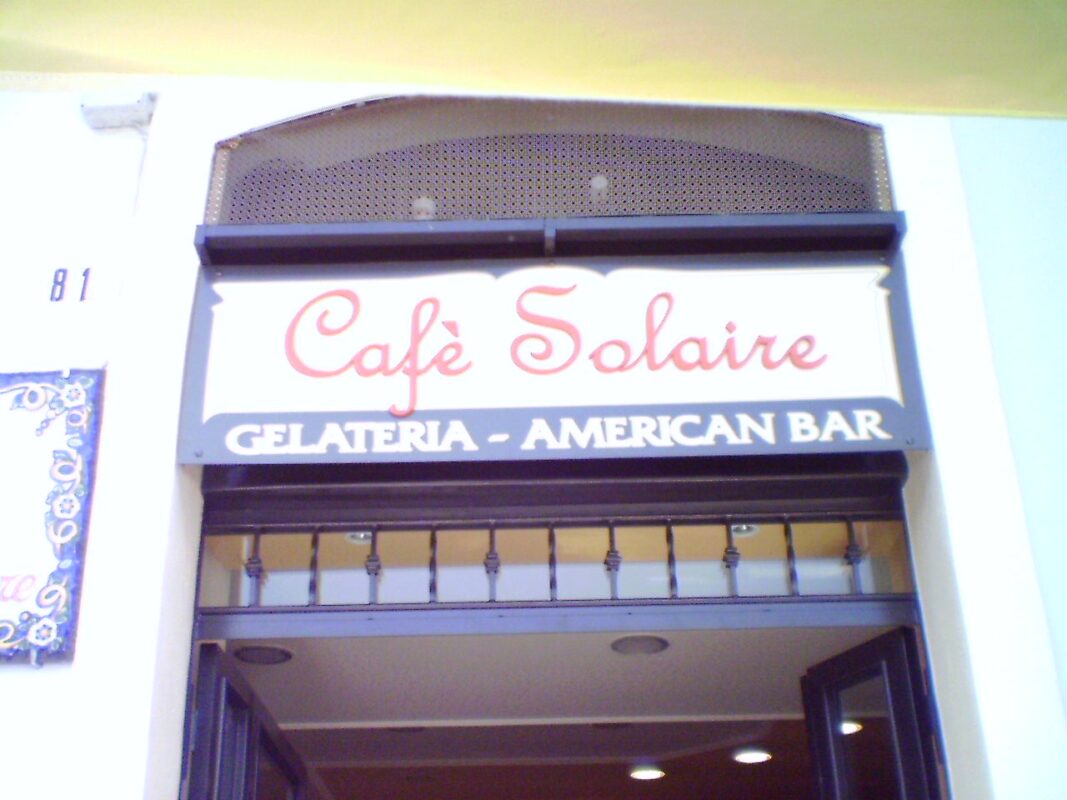 81
Cafè Solaire
GELATERIA - AMERICAN BAR